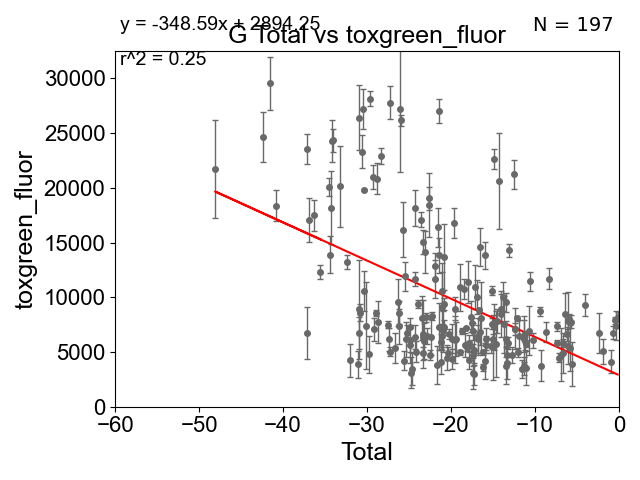 y = -348.59x + 2894.25
N = 197
G Total vs toxgreen_fluor
r^2 = 0.25
toxgreen_fluor
30000
25000
20000
15000
10000
5000
0
−60
−50
−40
−30
−20
−10
0
Total